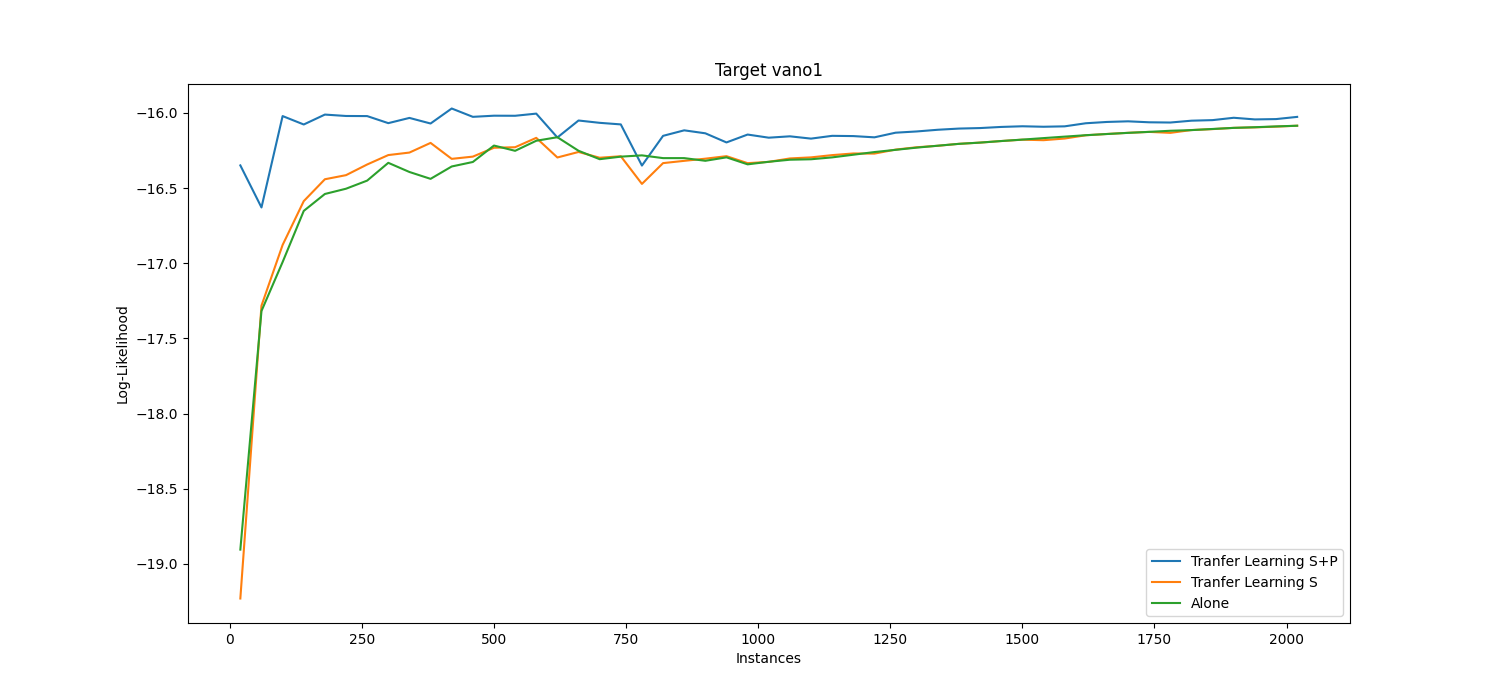 Target vano1
Log-Likelihood
−16.0
−16.5
−17.0
−17.5
−18.0
−18.5
−19.0
0 250 500 750 1000 1250 1500 1750 2000
Instances
Tranfer Learning S+P
Tranfer Learning S
Alone